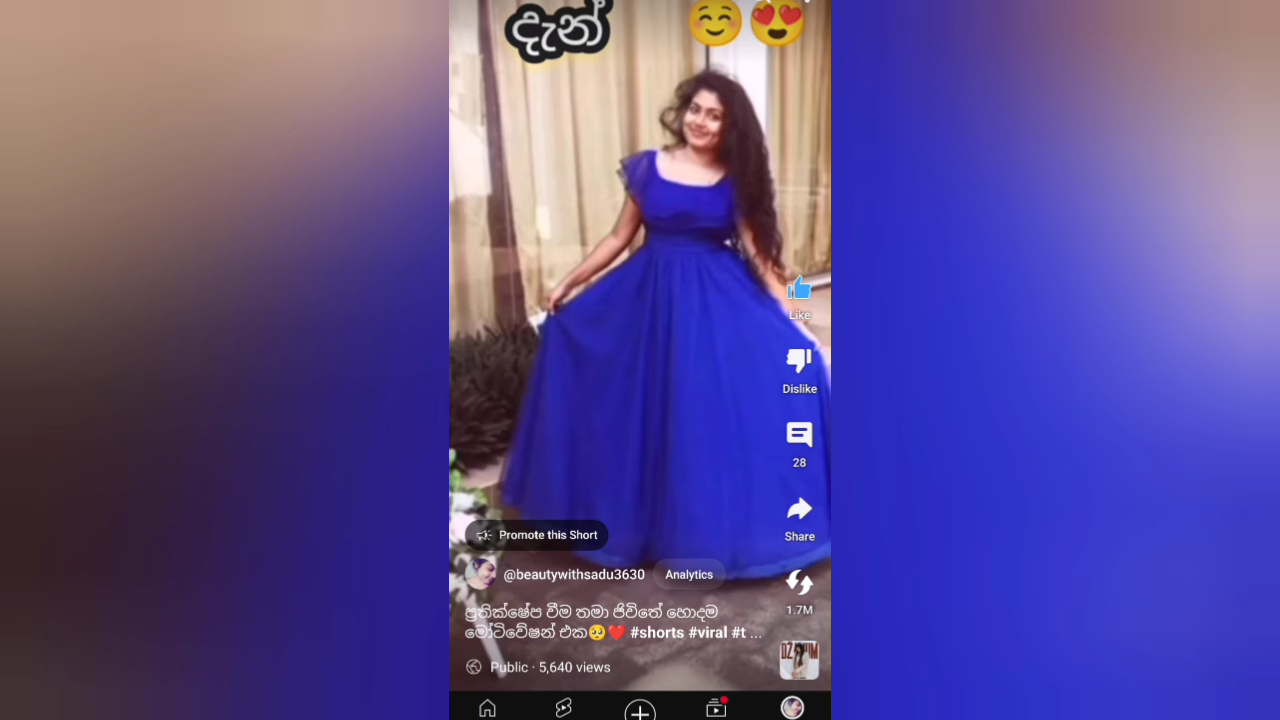 දැන්
Like
Dislike
28
Share
Promote this Short
@beautywithsadu3630 Analytics
ප්‍රතික්ෂේප වීම තමා ජිවිතේ හොදම
මෝටිවේෂන් එක🥺❤️ #shorts #viral #t ...
1.7M
Public · 5,640 views